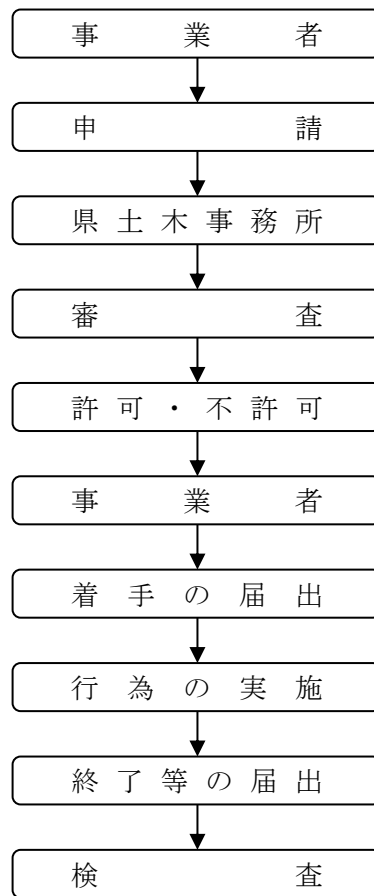 事業者
申請
県土木事務所
審査
許可・不許可
事業者
着手の届出
行為の実施
終了等の届出
検査